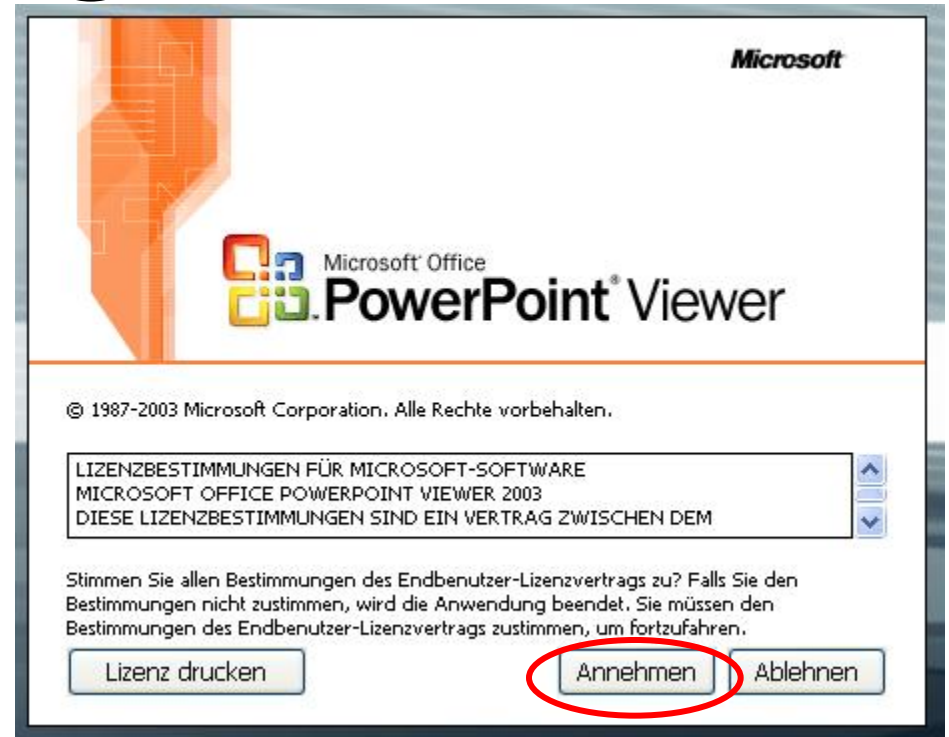 Microsoft
Microsoft Office
PowerPoint® Viewer
© 1987-2003 Microsoft Corporation. Alle Rechte vorbehalten.
LIZENZBESTIMMUNGEN FÜR MICROSOFT-SOFTWARE
MICROSOFT OFFICE POWERPOINT VIEWER 2003
DIESE LIZENZBESTIMMUNGEN SIND EIN VERTRAG ZWISCHEN DEM
Stimmen Sie allen Bestimmungen des Endbenutzer-Lizenzvertrags zu? Falls Sie den
Bestimmungen nicht zustimmen, wird die Anwendung beendet. Sie müssen den
Bestimmungen des Endbenutzer-Lizenzvertrags zustimmen, um fortzufahren.
Lizenz drucken Annehmen Ablehnen